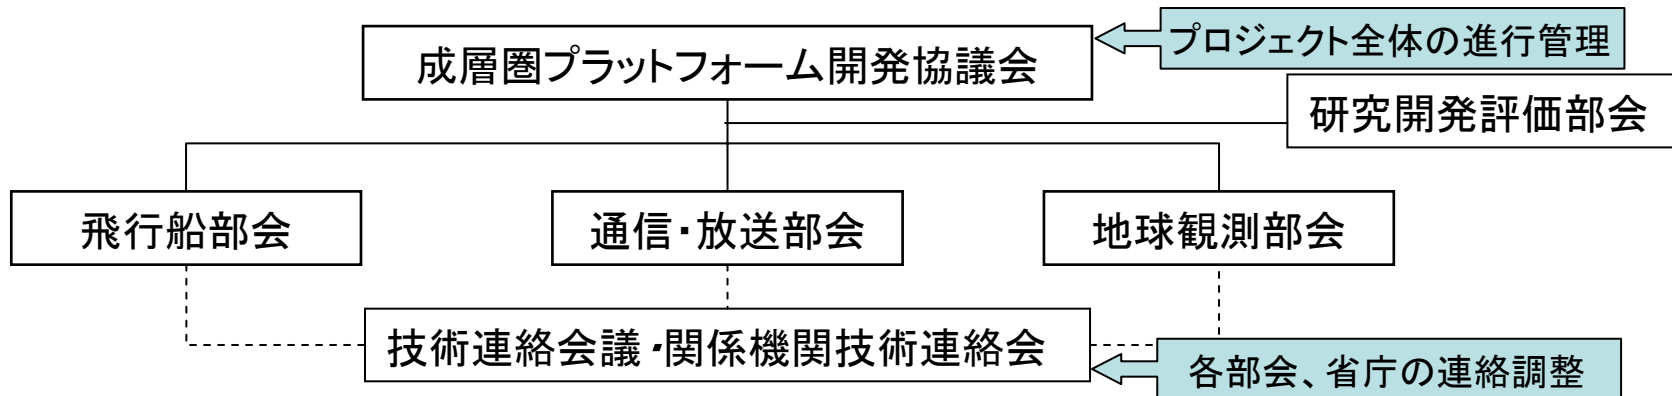 プロジェクト全体の進行管理
成層圏プラットフォーム開発協議会
研究開発評価部会
飛行船部会
通信・放送部会
地球観測部会
技術連絡会議・関係機関技術連絡会
各部会、省庁の連絡調整